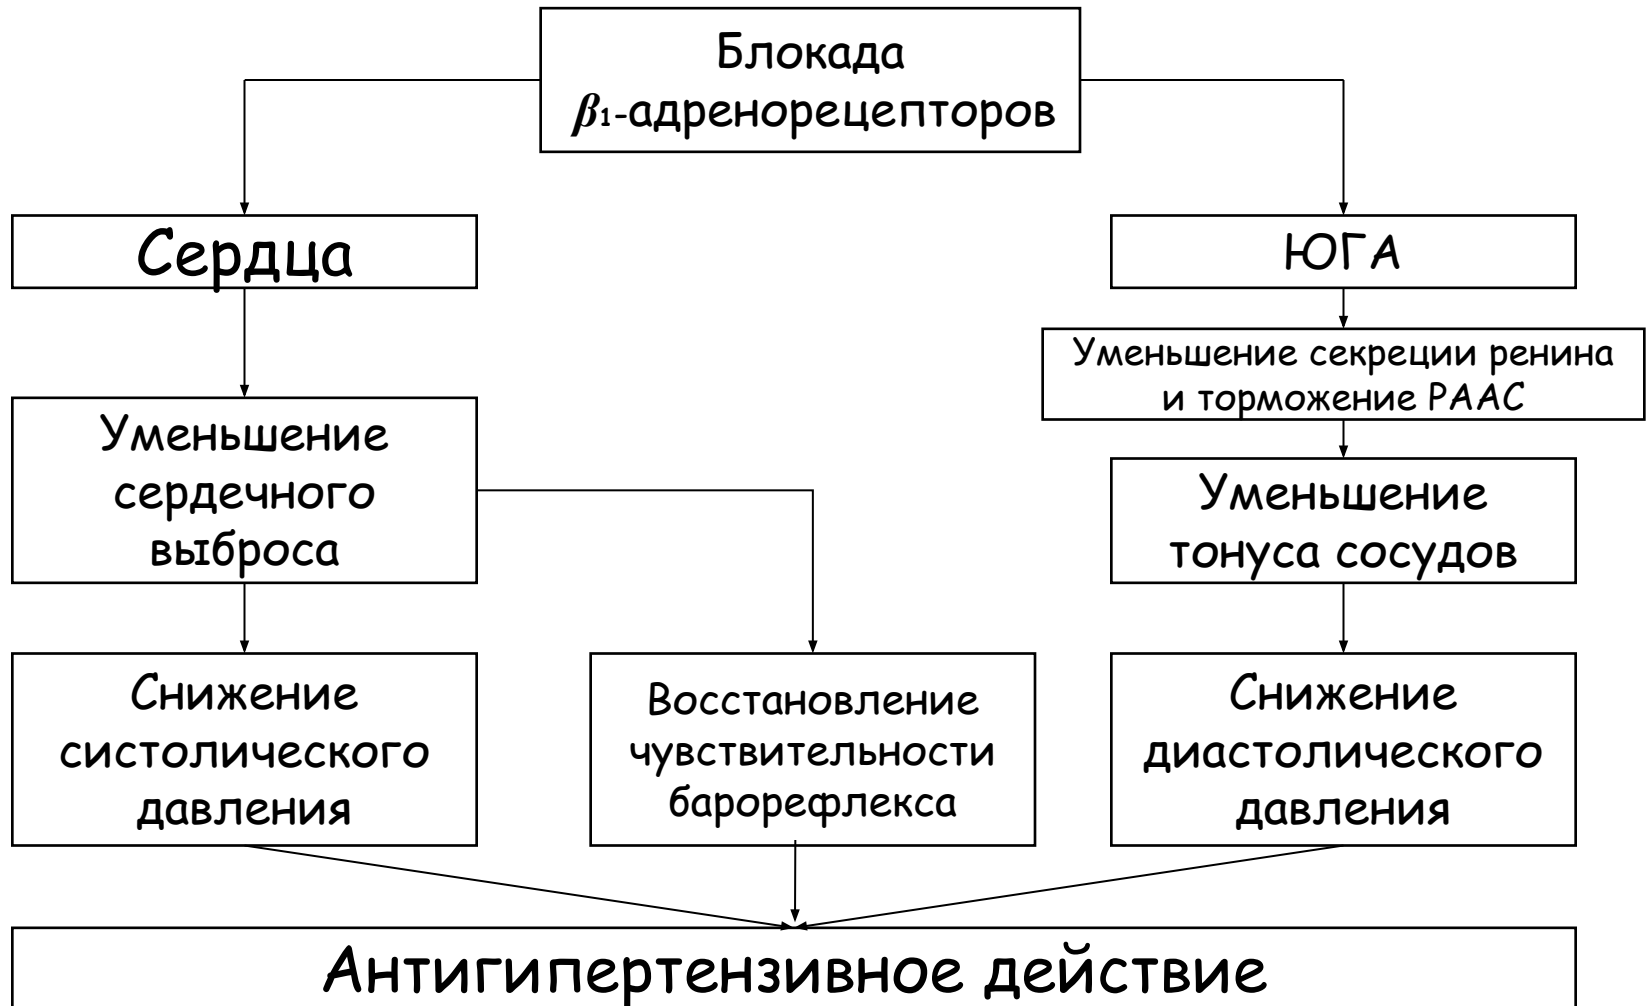 Блокада
β1-адренорецепторов
Сердца
ЮГА
Уменьшение секреции ренина
и торможение РААС
Уменьшение
сердечного
выброса
Уменьшение
тонуса сосудов
Снижение
систолического
давления
Восстановление
чувствительности
барорефлекса
Снижение
диастолического
давления
Антигипертензивное действие